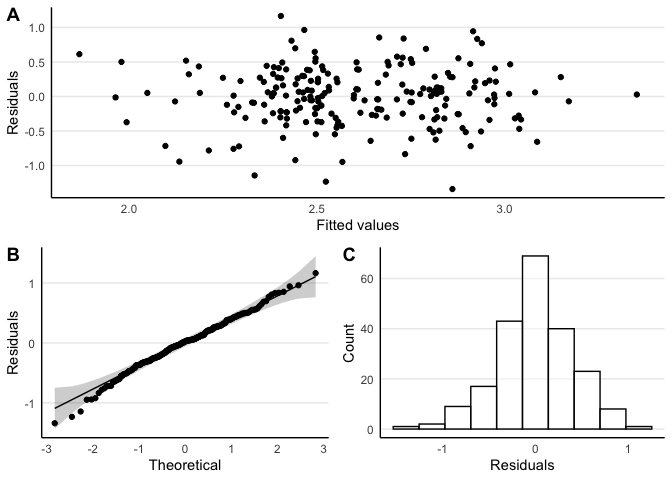 A
1.0
0.5
0.0
-0.5
-1.0
Residuals
2.0 2.5 3.0
Fitted values
B
1
0
-1
Residuals
-3 -2 -1 0 1 2 3
Theoretical
C
60
40
20
0
Count
-1 0 1
Residuals